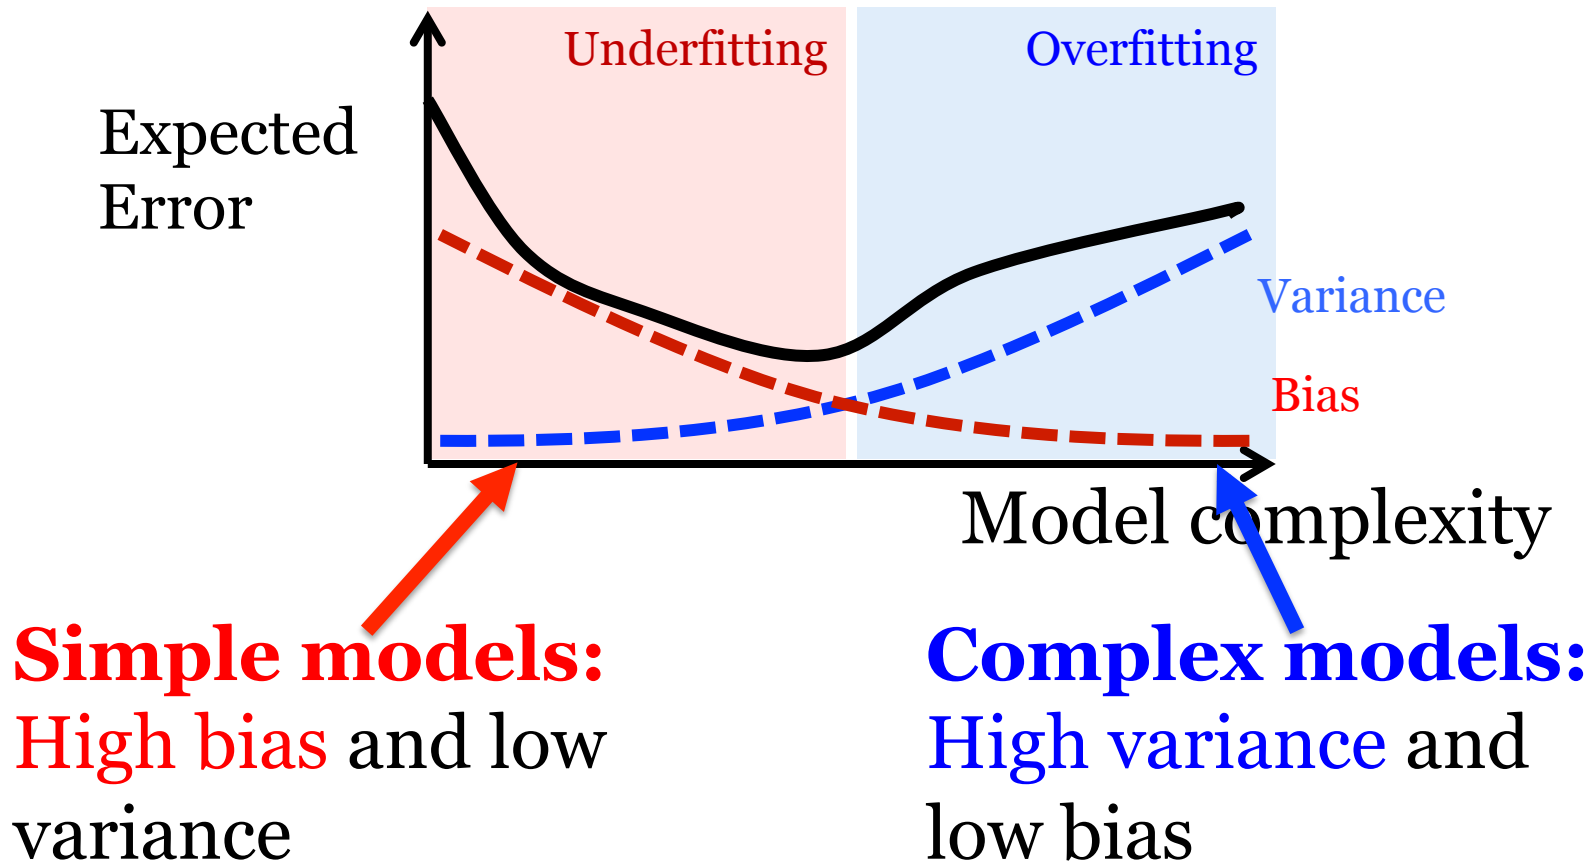 Underfitting
Overfitting
Expected
Error
Variance
Bias
Model complexity
Simple models:
High bias and low
variance
Complex models:
High variance and
low bias